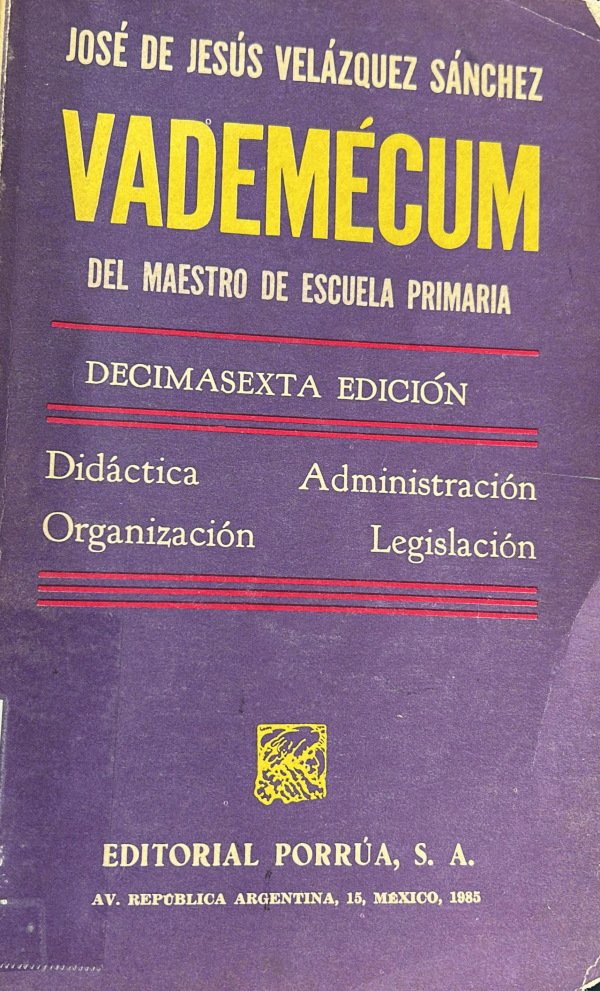 JOSÉ DE JESÚS VELÁZQUEZ SÁNCHEZ
VADEMÉCUM
DEL MAESTRO DE ESCUELA PRIMARIA
DECIMASEXTA EDICIÓN
Didáctica Administración
Organización Legislación
EDITORIAL PORRÚA, S. A.
AV. REPÚBLICA ARGENTINA, 15, MÉXICO, 1985